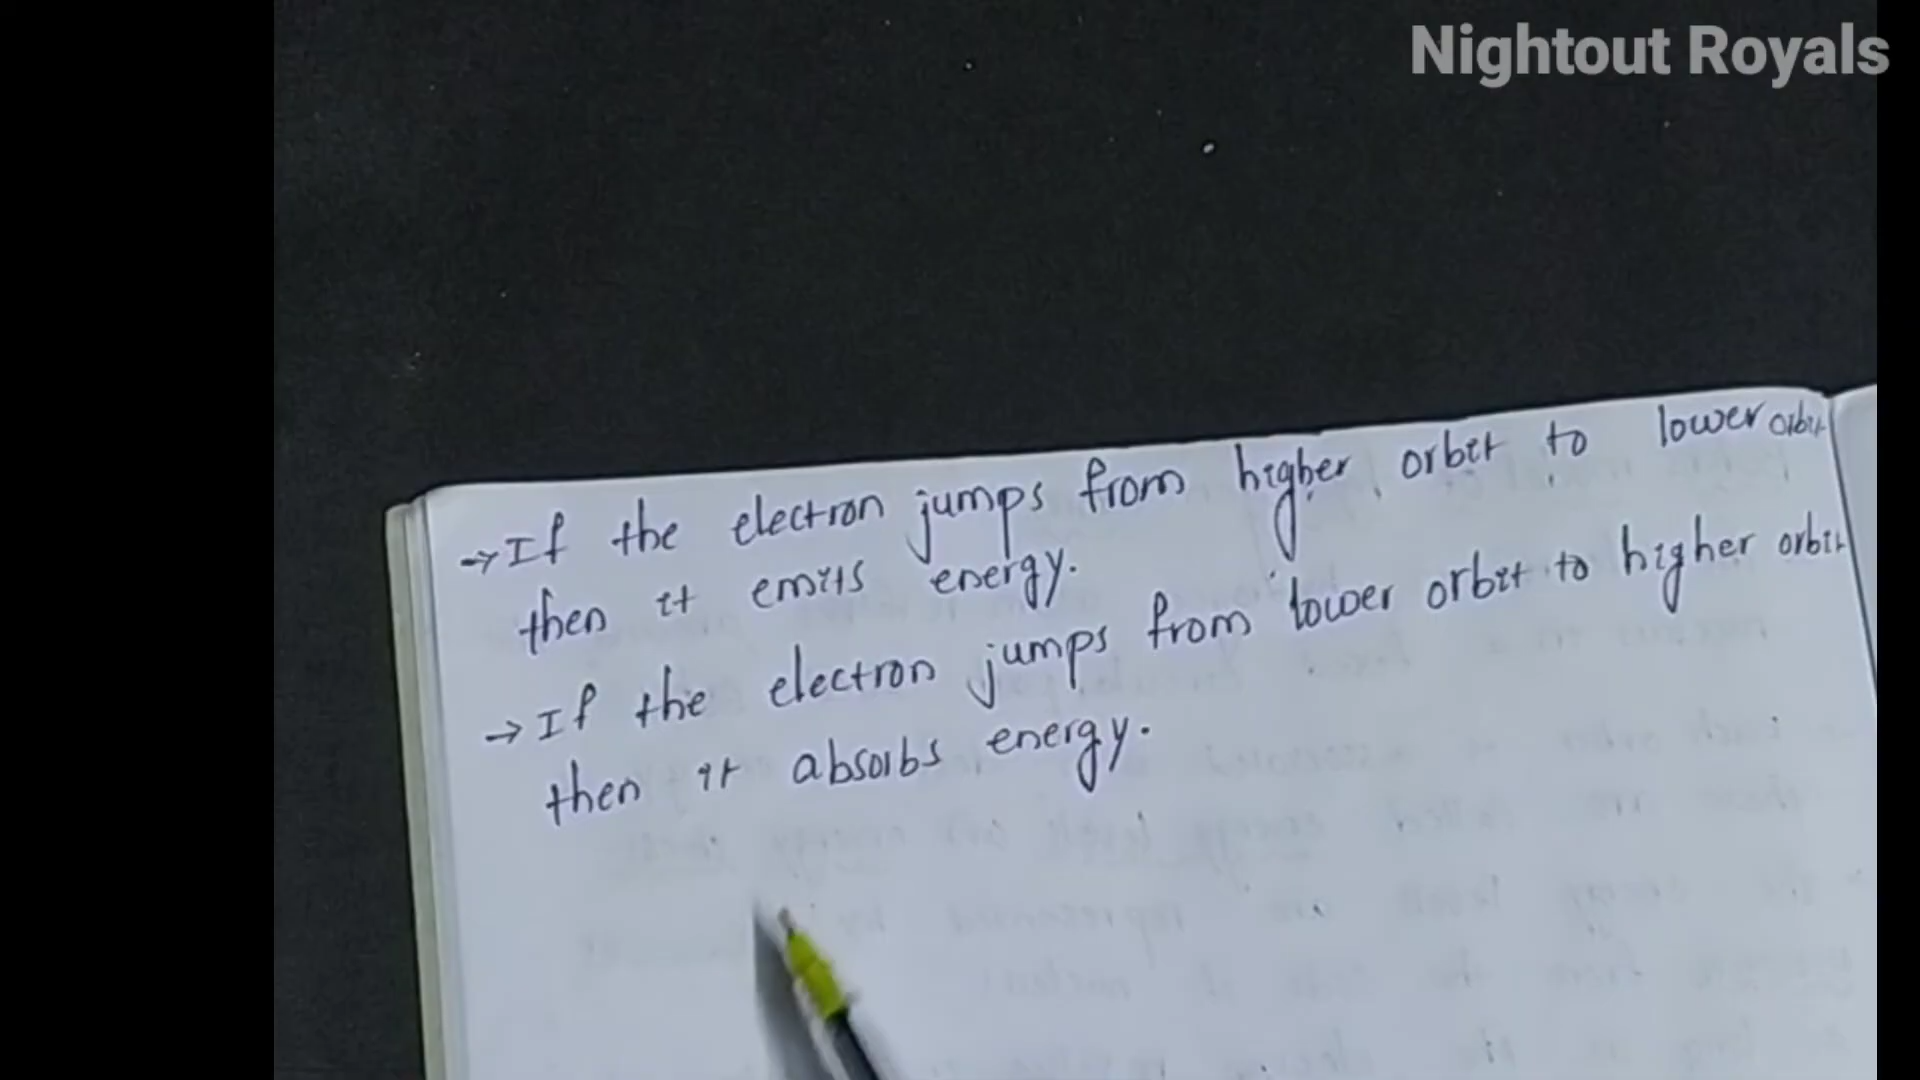 Nightout Royals
→ If the electron jumps from higher orbit to lower orbit
then it emits energy.
→ If the electron jumps from lower orbit to higher orbit
then it absorbs energy.